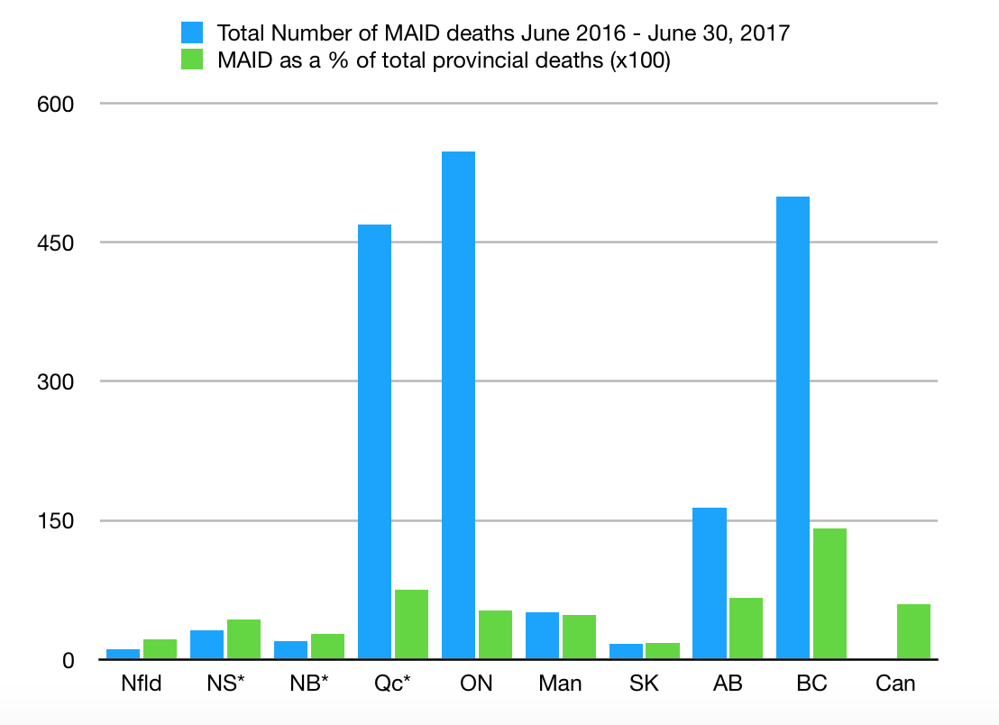 Total Number of MAID deaths June 2016 - June 30, 2017
MAID as a % of total provincial deaths (x100)
600
450
300
150
0
Nfld NS* NB* Qc* ON Man SK AB BC Can